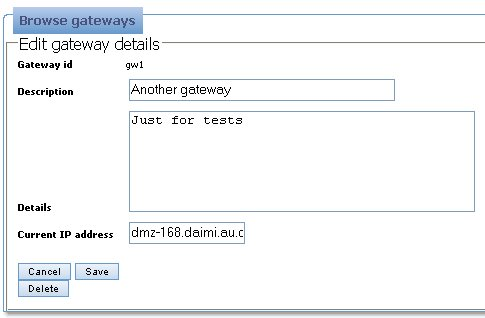 Browse gateways
Edit gateway details
Gateway id gw1
Description Another gateway
Just for tests
Details
Current IP address dmz-168.daimi.au.
Cancel Save
Delete